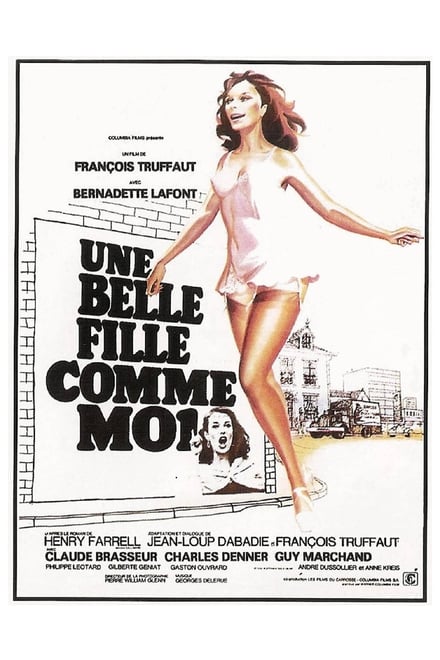 COLUMBIA FILMS présente
UN FILM DE
FRANÇOIS TRUFFAUT
AVEC
BERNADETTE LAFONT
UNE
BELLE
FILLE
COMME
MOI
D'APRÈS LE ROMAN DE
HENRY FARRELL
ADAPTATION ET DIALOGUE DE
JEAN-LOUP DABADIE et FRANÇOIS TRUFFAUT
AVEC
CLAUDE BRASSEUR CHARLES DENNER GUY MARCHAND
PHILIPPE LEOTARD GILBERTE GÉNIAT GASTON OUVRARD ANDRÉ DUSSOLLIER et ANNE KREIS
DIRECTEUR DE LA PHOTOGRAPHIE
PIERRE WILLIAM GLENN
MUSIQUE
GEORGES DELERUE
co-production LES FILMS DU CARROSSE - COLUMBIA FILMS S.A.